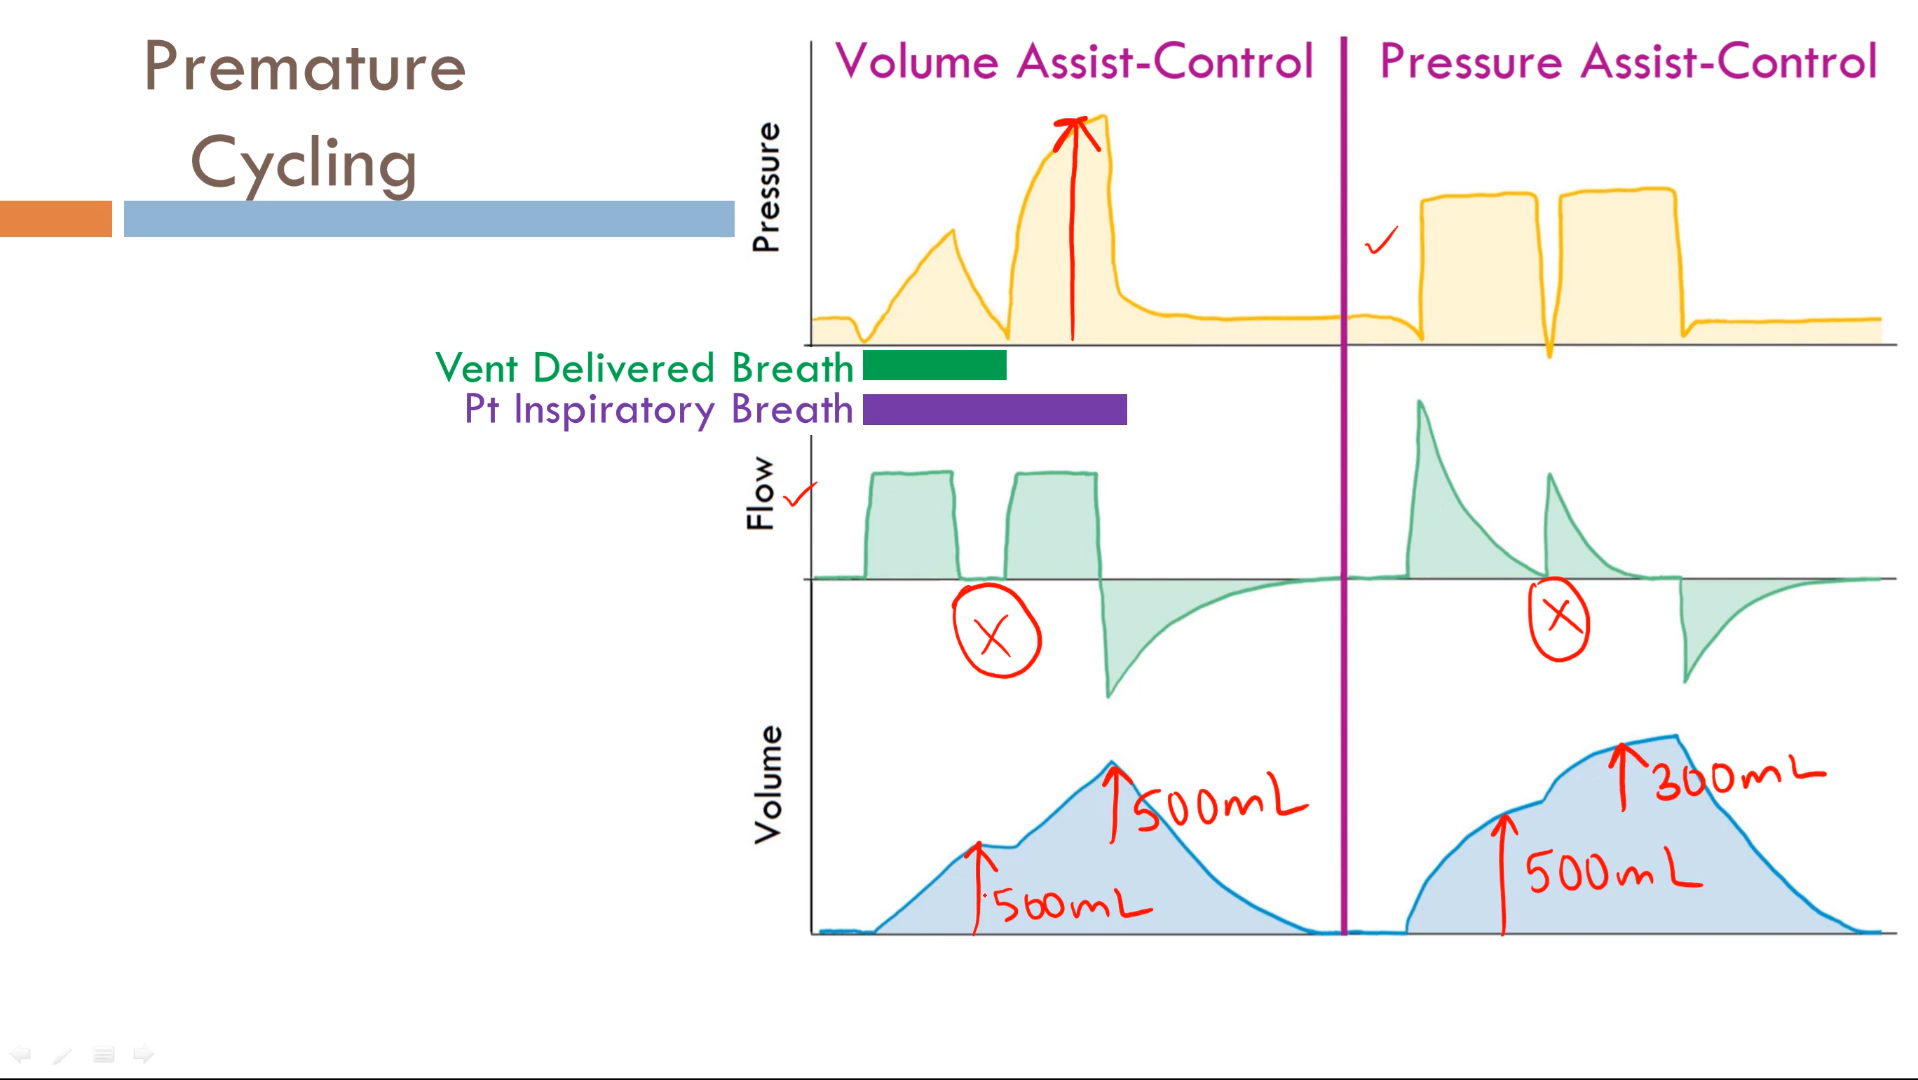 Premature
Cycling
Volume Assist-Control
Pressure Assist-Control
Pressure
Vent Delivered Breath
Pt Inspiratory Breath
Flow
X
X
Volume
500mL
500mL
300mL
500mL